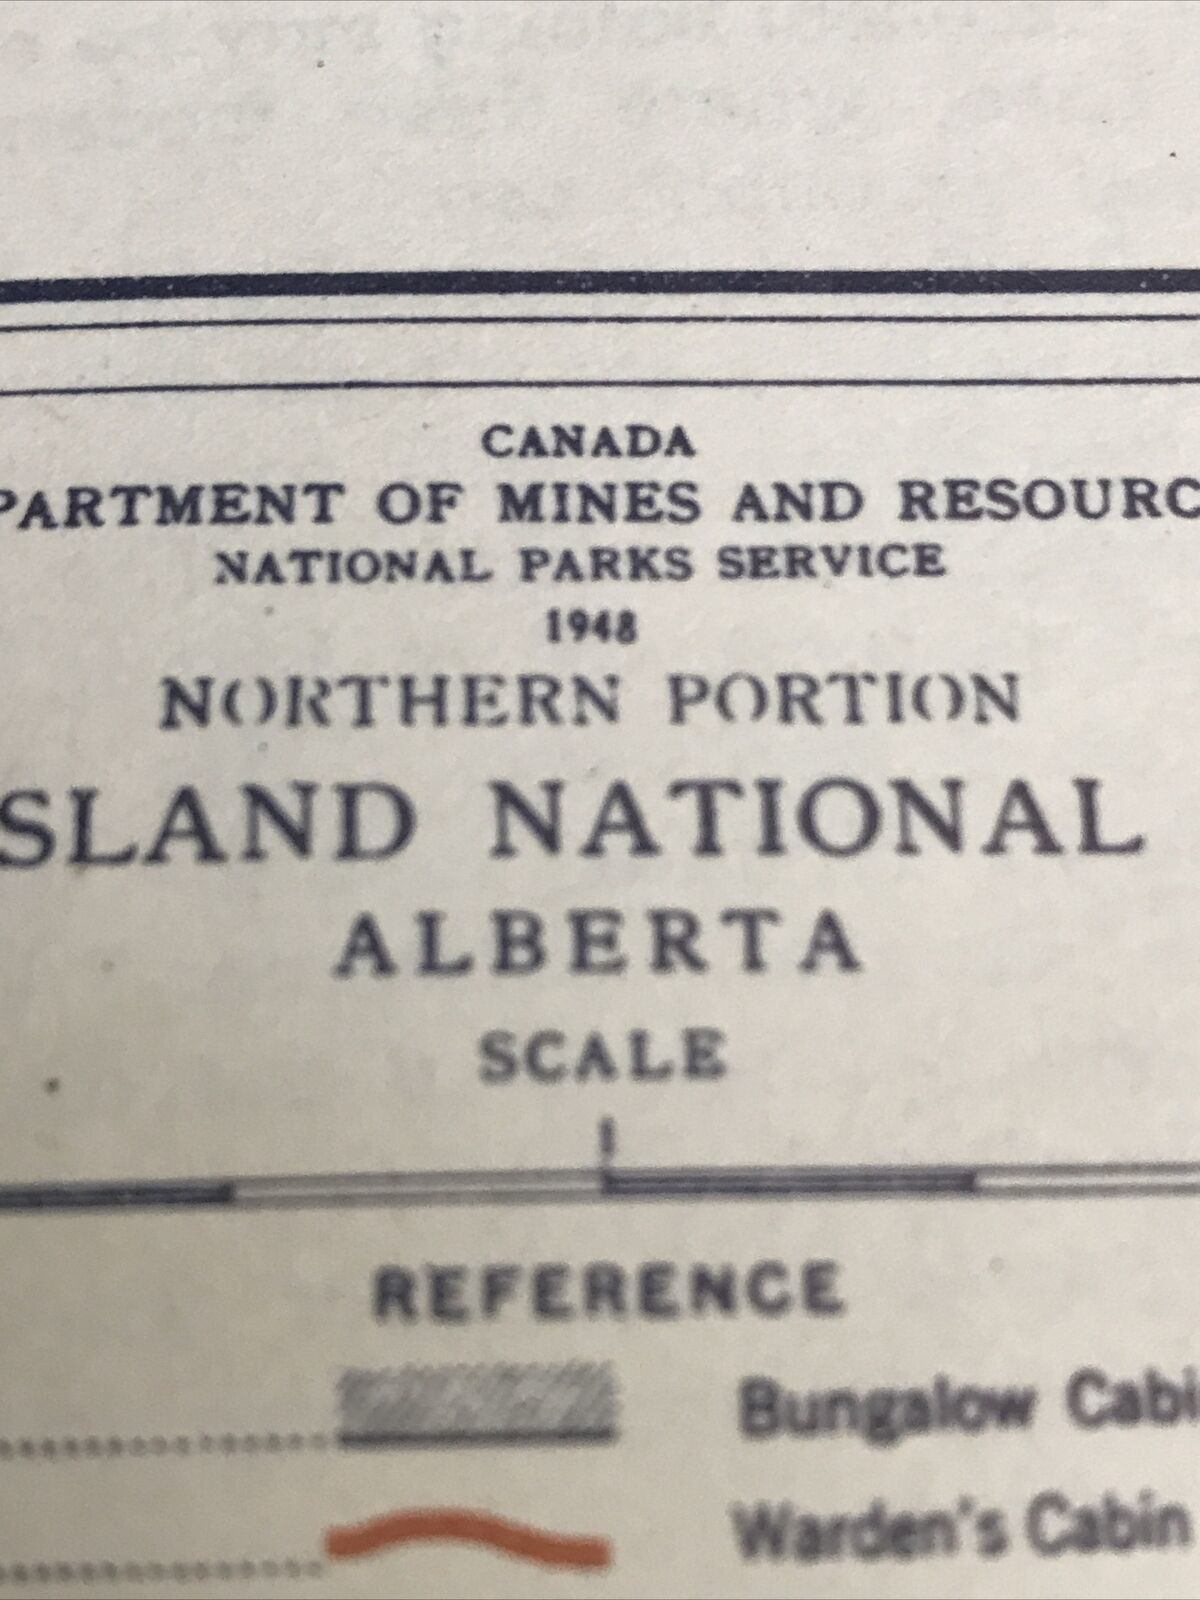 CANADA
PARTMENT OF MINES AND RESOURC
NATIONAL PARKS SERVICE
1948
NORTHERN PORTION
SLAND NATIONAL
ALBERTA
SCALE
1
REFERENCE
Bungalow Cabi
Warden's Cabin